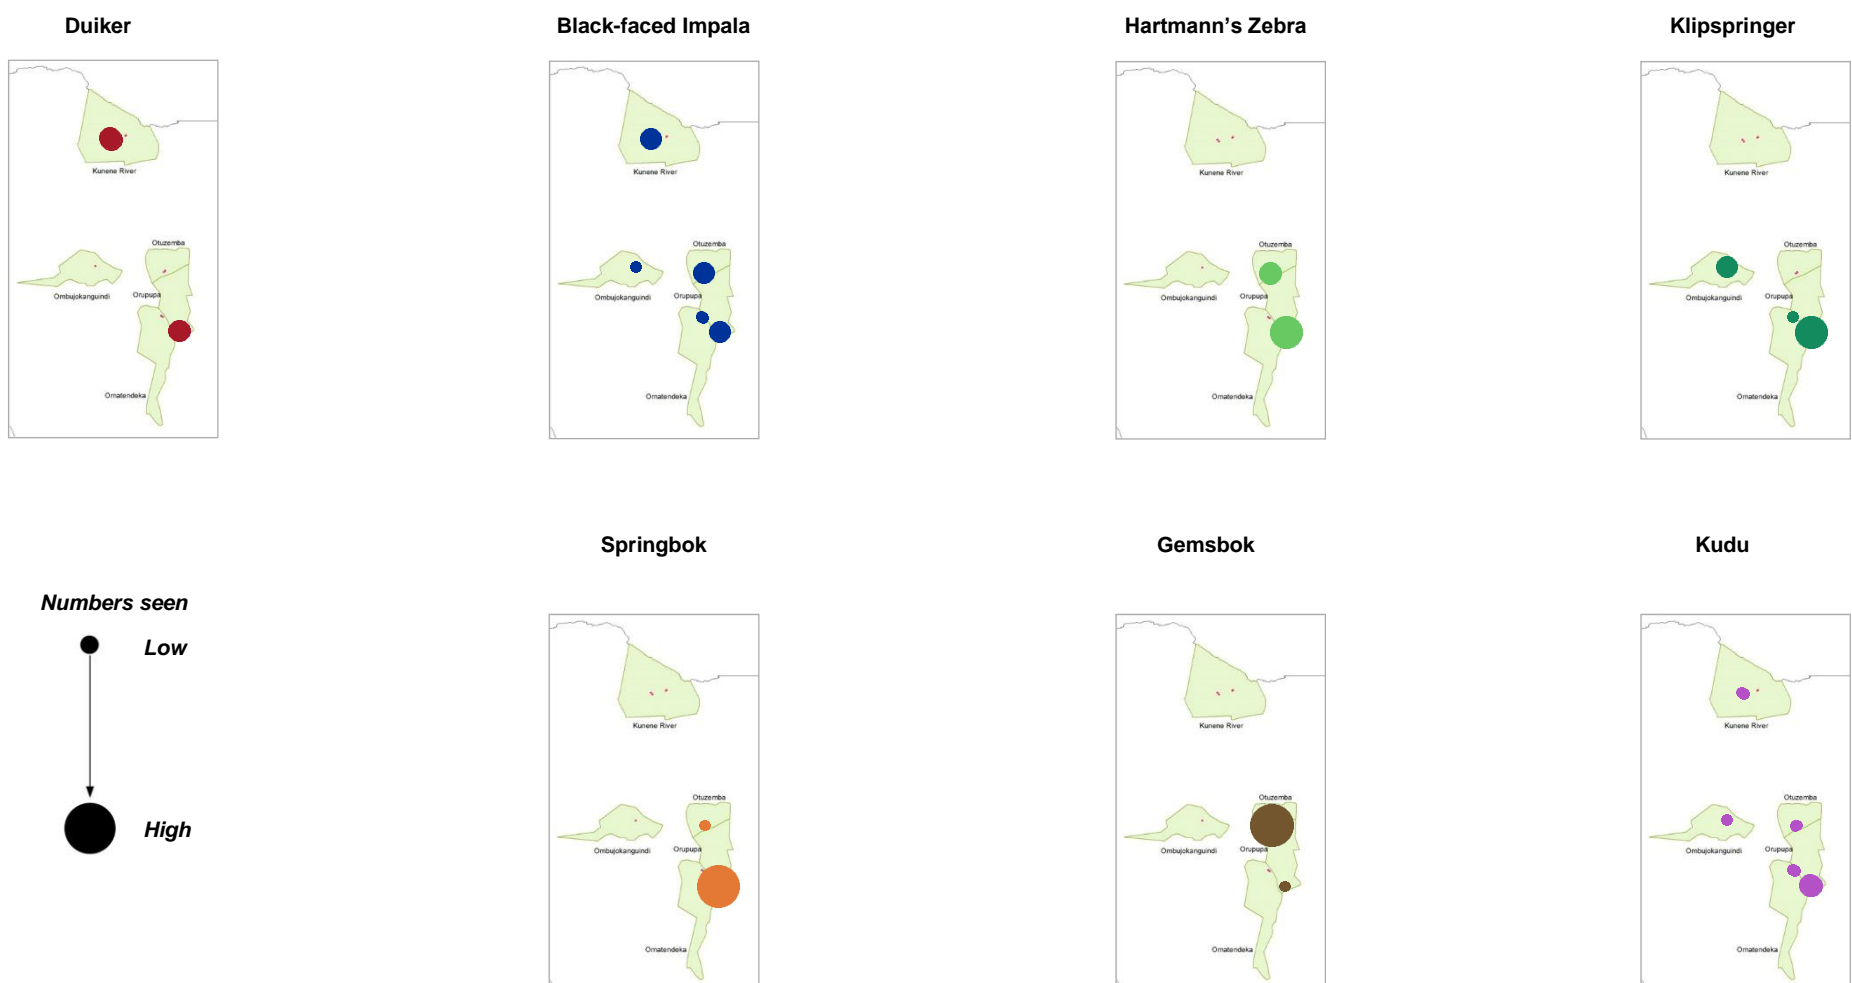 Duiker
Black-faced Impala
Hartmann's Zebra
Klipspringer
Kunene River
Otuzemba
Ombujokanguindi
Orupupa
Omatendeka
Kunene River
Otuzemba
Ombujokanguindi
Orupupa
Omatendeka
Kunene River
Otuzemba
Ombujokanguindi
Orupupa
Omatendeka
Kunene River
Otuzemba
Ombujokanguindi
Orupupa
Omatendeka
Springbok
Gemsbok
Kudu
Numbers seen
Low
High
Kunene River
Otuzemba
Ombujokanguindi
Orupupa
Omatendeka
Kunene River
Otuzemba
Ombujokanguindi
Orupupa
Omatendeka
Kunene River
Otuzemba
Ombujokanguindi
Orupupa
Omatendeka